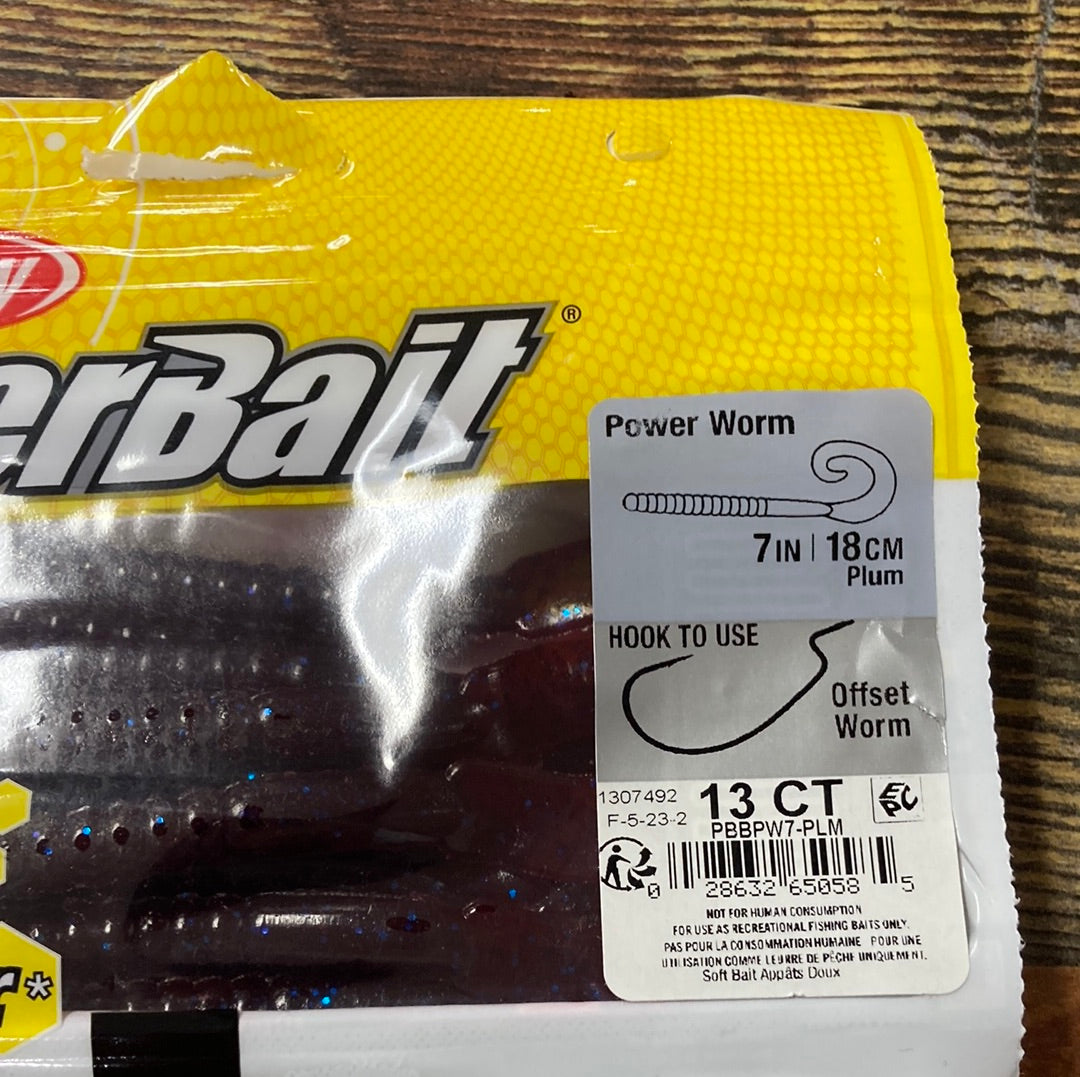 y
erBait®
Power Worm
7IN | 18CM
Plum
HOOK TO USE
Offset
Worm
1307492
13 CT
F-5-23-2
PBBPW7-PLM
0 28632 65058 5
NOT FOR HUMAN CONSUMPTION
FOR USE AS RECREATIONAL FISHING BAITS ONLY.
PAS POUR LA CONSOMMATION HUMAINE POUR UNE
UTILISATION COMME LEURRE DE PÊCHE UNIQUEMENT.
Soft Bait Appâts Doux
r*